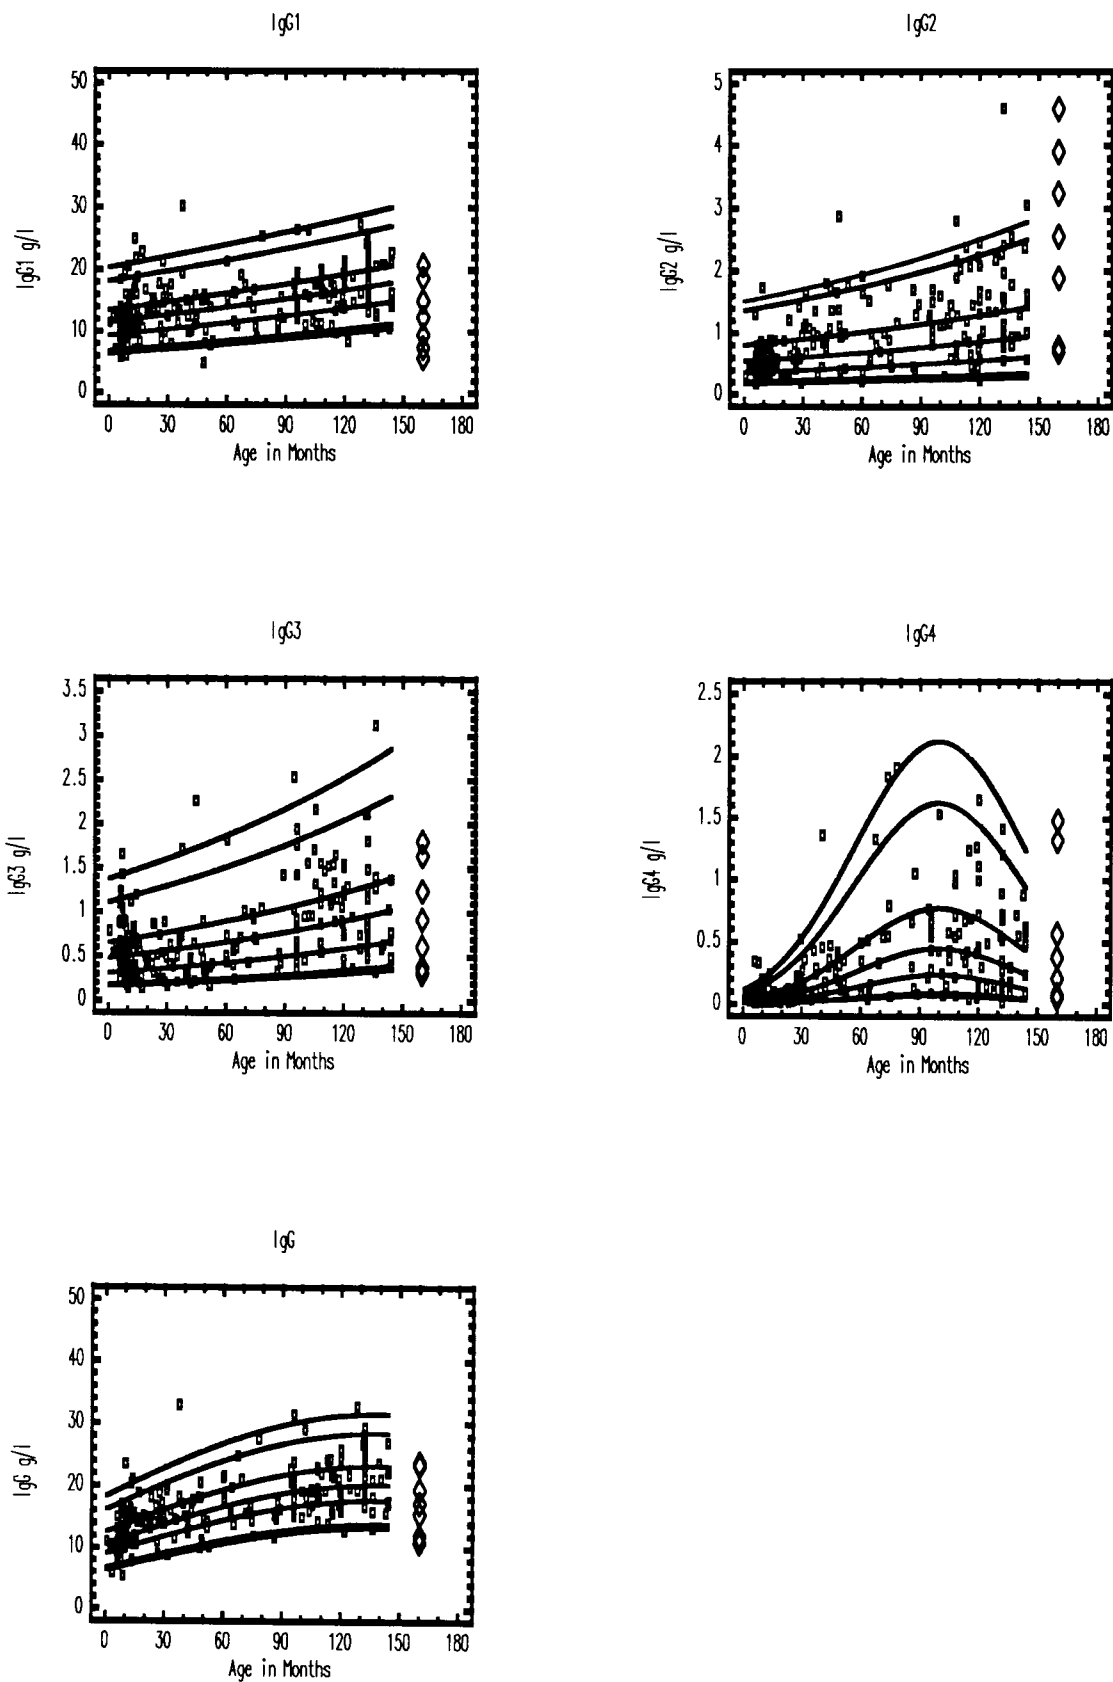 IgG1
IgG2
50
40
30
20
10
0
IgG1 g/l
0 30 60 90 120 150 180
Age in Months
5
4
3
2
1
0
IgG2 g/l
0 30 60 90 120 150 180
Age in Months
IgG3
IgG4
3.5
3
2.5
2
1.5
1
0.5
0
IgG3 g/l
0 30 60 90 120 150 180
Age in Months
2.5
2
1.5
1
0.5
0
IgG4 g/l
0 30 60 90 120 150 180
Age in Months
IgG
50
40
30
20
10
0
IgG g/l
0 30 60 90 120 150 180
Age in Months